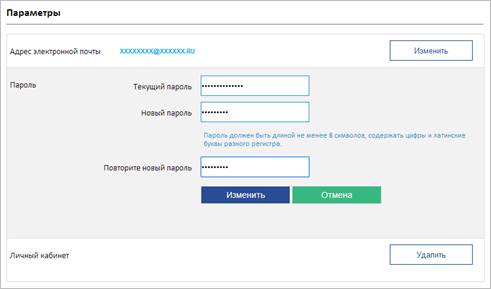 Параметры
Адрес электронной почты XXXXXXXX@XXXXXX.RU Изменить
Пароль Текущий пароль ••••••••••••••
Новый пароль •••••••••
Пароль должен быть длиной не менее 8 символов, содержать цифры и латинские
буквы разного регистра.
Повторите новый пароль •••••••••
Изменить Отмена
Личный кабинет Удалить